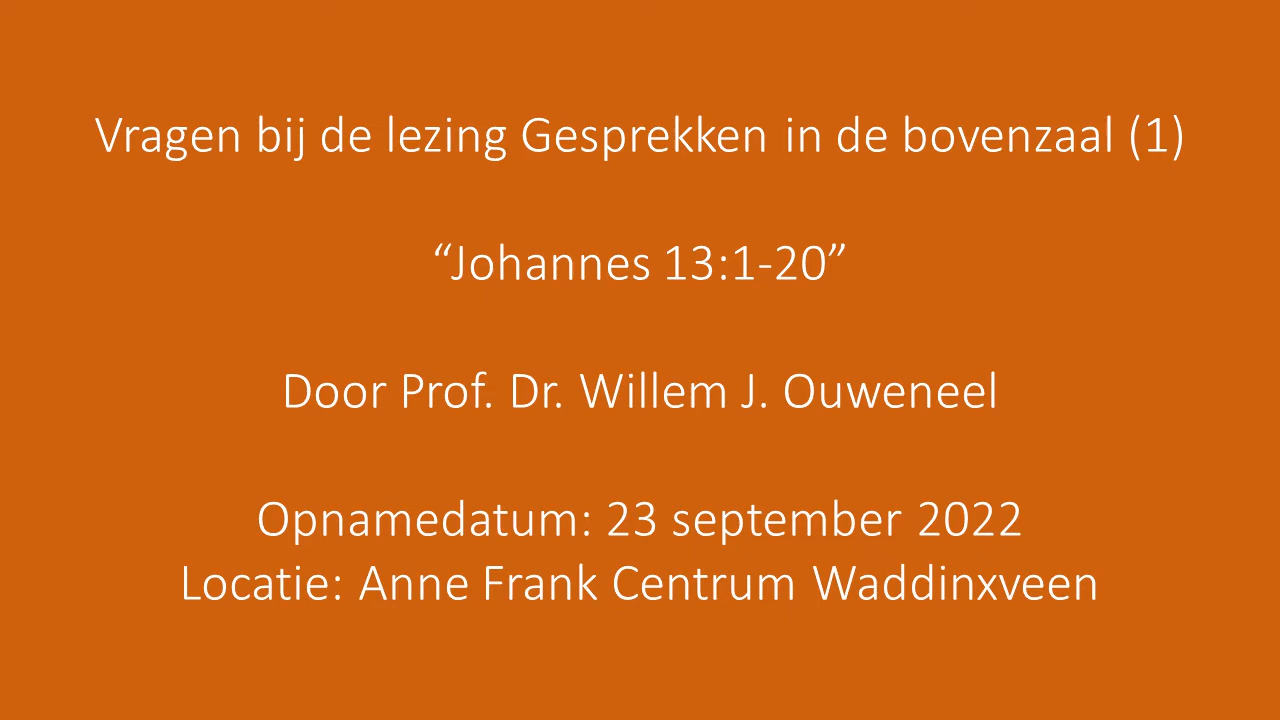 Vragen bij de lezing Gesprekken in de bovenzaal (1)
“Johannes 13:1-20”
Door Prof. Dr. Willem J. Ouweneel
Opnamedatum: 23 september 2022
Locatie: Anne Frank Centrum Waddinxveen